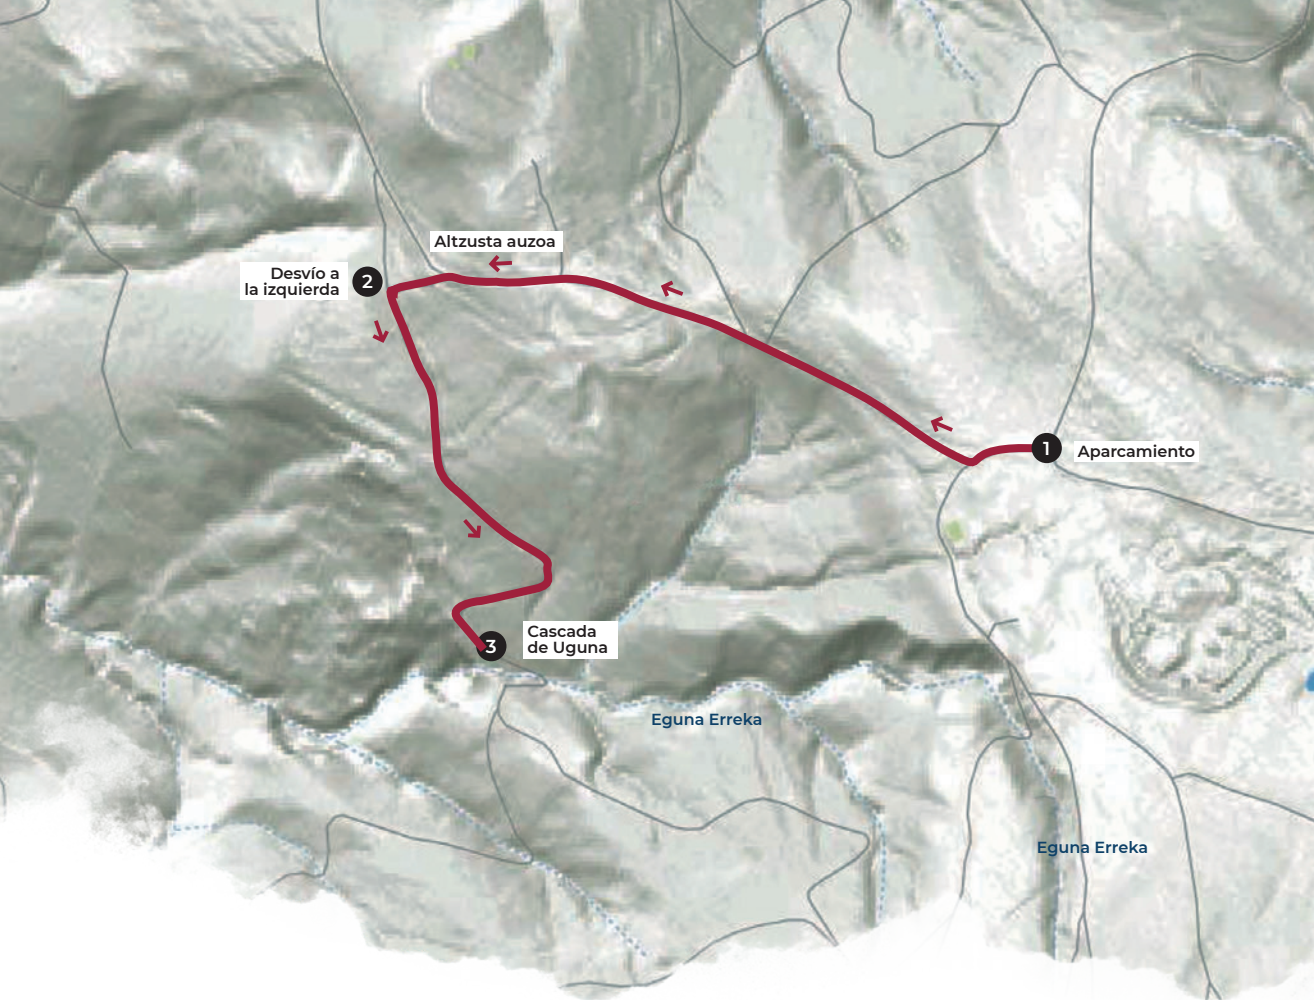 Altzusta auzoa
2
Desvío a
la izquierda
1
Aparcamiento
3
Cascada
de Uguna
Eguna Erreka
Eguna Erreka